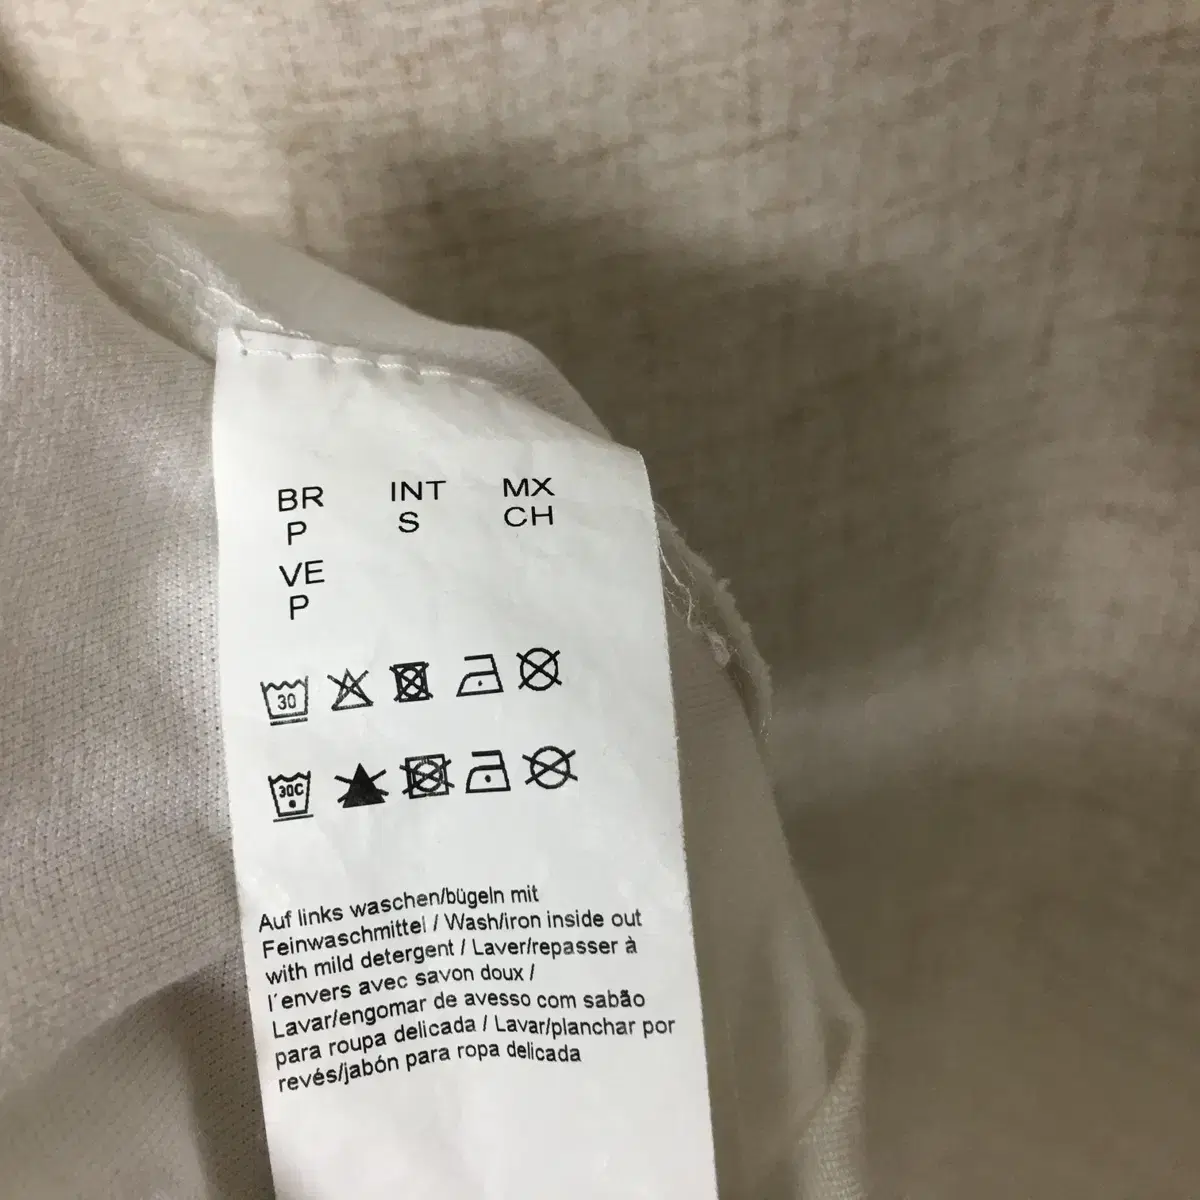 BR INT MX
P S CH
VE
P
30
30C
Auf links waschen/bügeln mit
Feinwaschmittel / Wash/iron inside out
with mild detergent / Laver/repasser à
l'envers avec savon doux /
Lavar/engomar de avesso com sabão
para roupa delicada / Lavar/planchar por
revés/jabón para ropa delicada